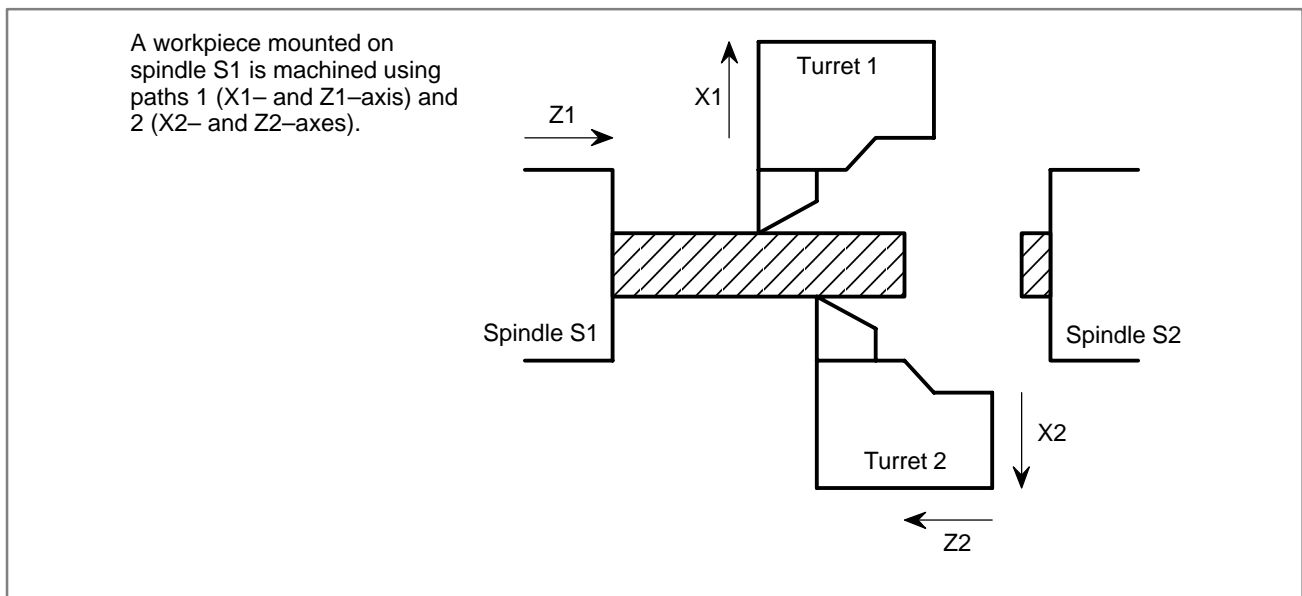 A workpiece mounted on
spindle S1 is machined using
paths 1 (X1– and Z1–axis) and
2 (X2– and Z2–axes).
Turret 1
X1
Z1
Spindle S1
Spindle S2
X2
Turret 2
Z2